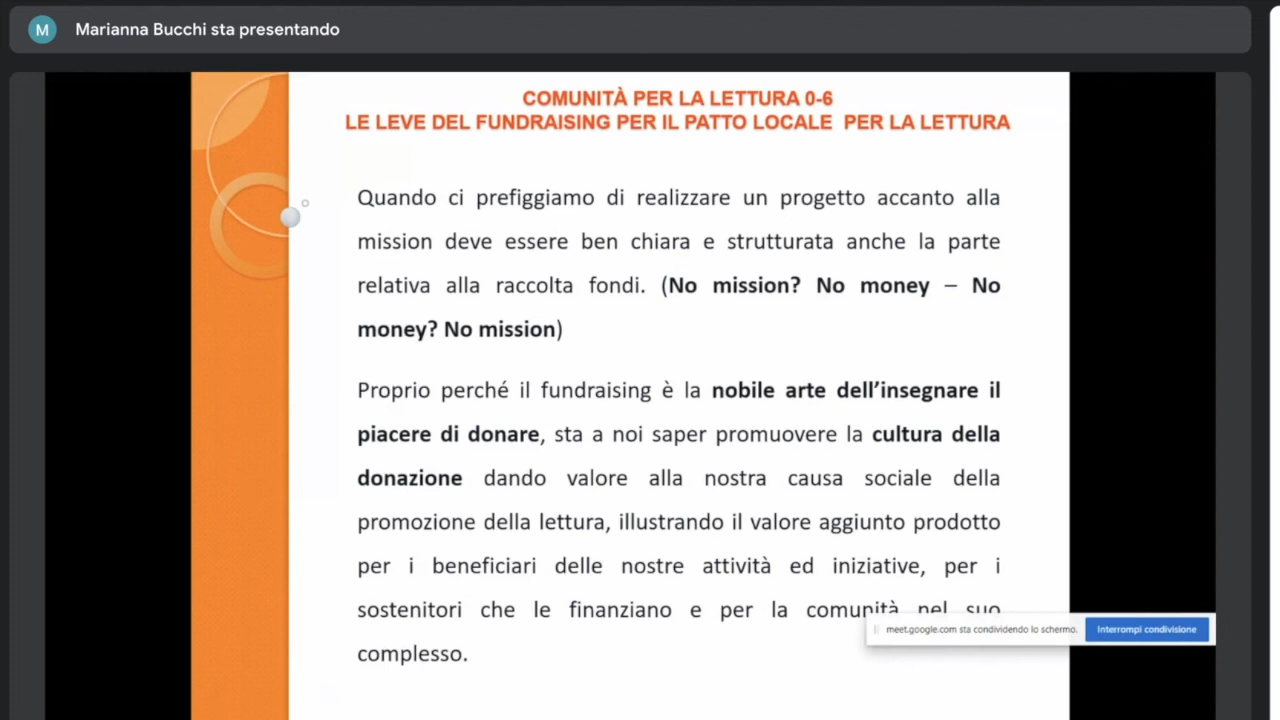 M
Marianna Bucchi sta presentando
COMUNITÀ PER LA LETTURA 0-6
LE LEVE DEL FUNDRAISING PER IL PATTO LOCALE PER LA LETTURA
Quando ci prefiggiamo di realizzare un progetto accanto alla
mission deve essere ben chiara e strutturata anche la parte
relativa alla raccolta fondi. (No mission? No money – No
money? No mission)
Proprio perché il fundraising è la nobile arte dell’insegnare il
piacere di donare, sta a noi saper promuovere la cultura della
donazione dando valore alla nostra causa sociale della
promozione della lettura, illustrando il valore aggiunto prodotto
per i beneficiari delle nostre attività ed iniziative, per i
sostenitori che le finanziano e per la comunità nel suo
complesso.
meet.google.com sta condividendo lo schermo.
Interrompi condivisione